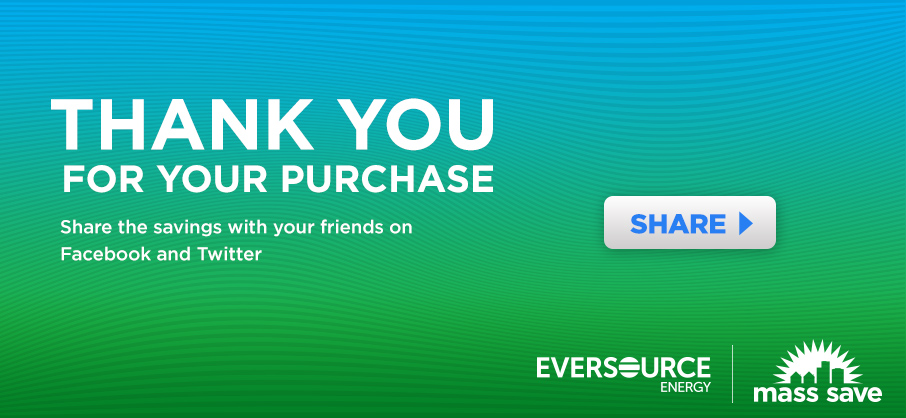 THANK YOU
FOR YOUR PURCHASE
Share the savings with your friends on
Facebook and Twitter
SHARE
EVERSOURCE
ENERGY
mass save